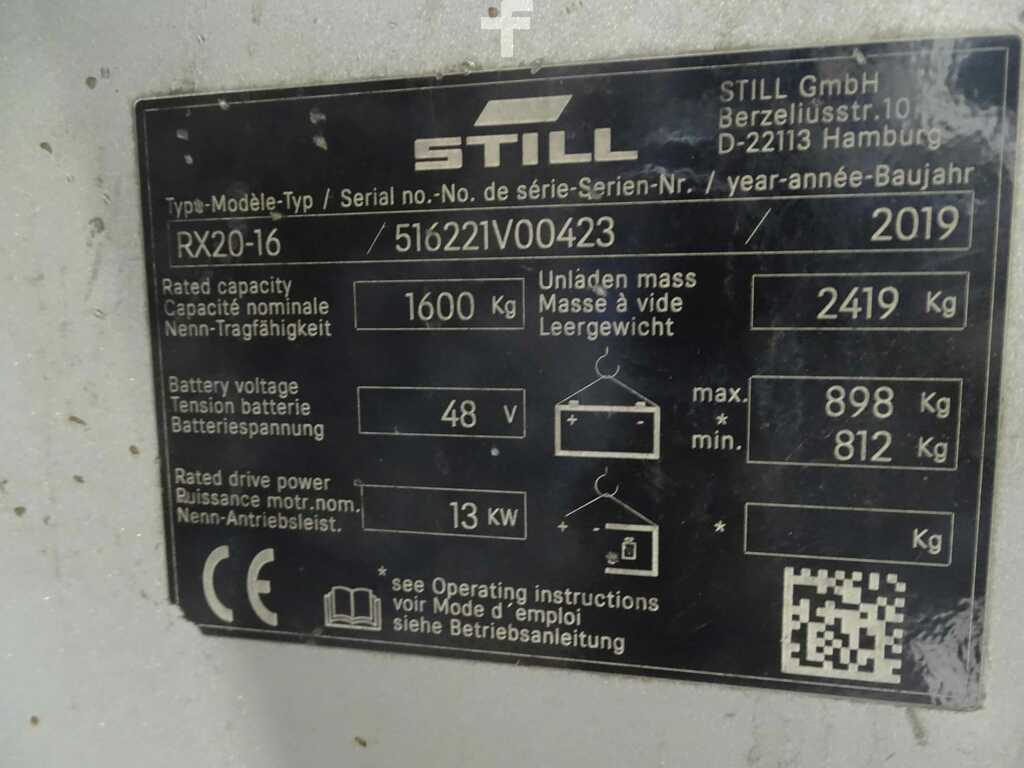 f
STILL
STILL GmbH
Berzeliusstr.10
D-22113 Hamburg
Type-Modèle-Typ / Serial no.-No. de série-Serien-Nr. / year-année-Baujahr
RX20-16 / 516221V00423 / 2019
Rated capacity
Capacité nominale
Nenn-Tragfähigkeit
1600 Kg
Unladen mass
Masse à vide
Leergewicht
2419 Kg
Battery voltage
Tension batterie
Batteriespannung
48 V
+ -
max. 898 Kg
*
min. 812 Kg
Rated drive power
Puissance motr.nom.
Nenn-Antriebsleist.
13 KW
+ -
* Kg
CE
* see Operating instructions
voir Mode d´emploi
siehe Betriebsanleitung